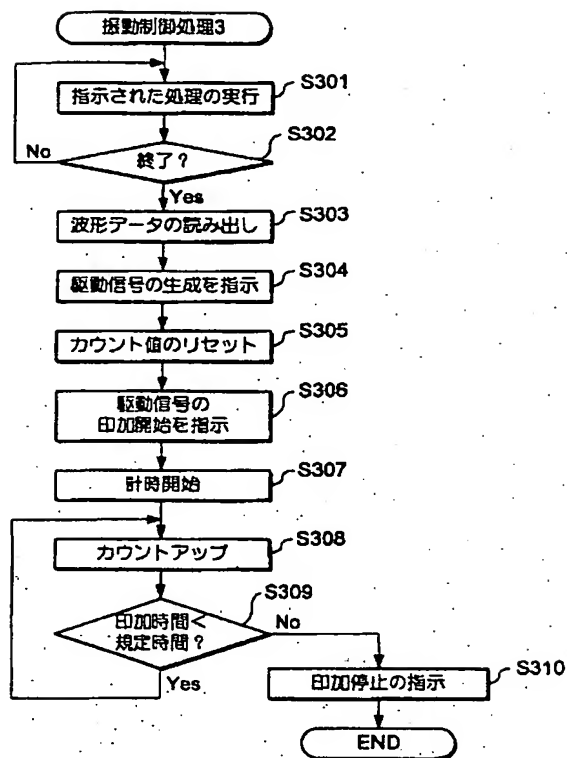 振動制御処理3
指示された処理の実行
S301
終了？
S302
No
Yes
波形データの読み出し
S303
駆動信号の生成を指示
S304
カウント値のリセット
S305
駆動信号の
印加開始を指示
S306
計時開始
S307
カウントアップ
S308
印加時間<
規定時間？
S309
No
Yes
印加停止の指示
S310
END